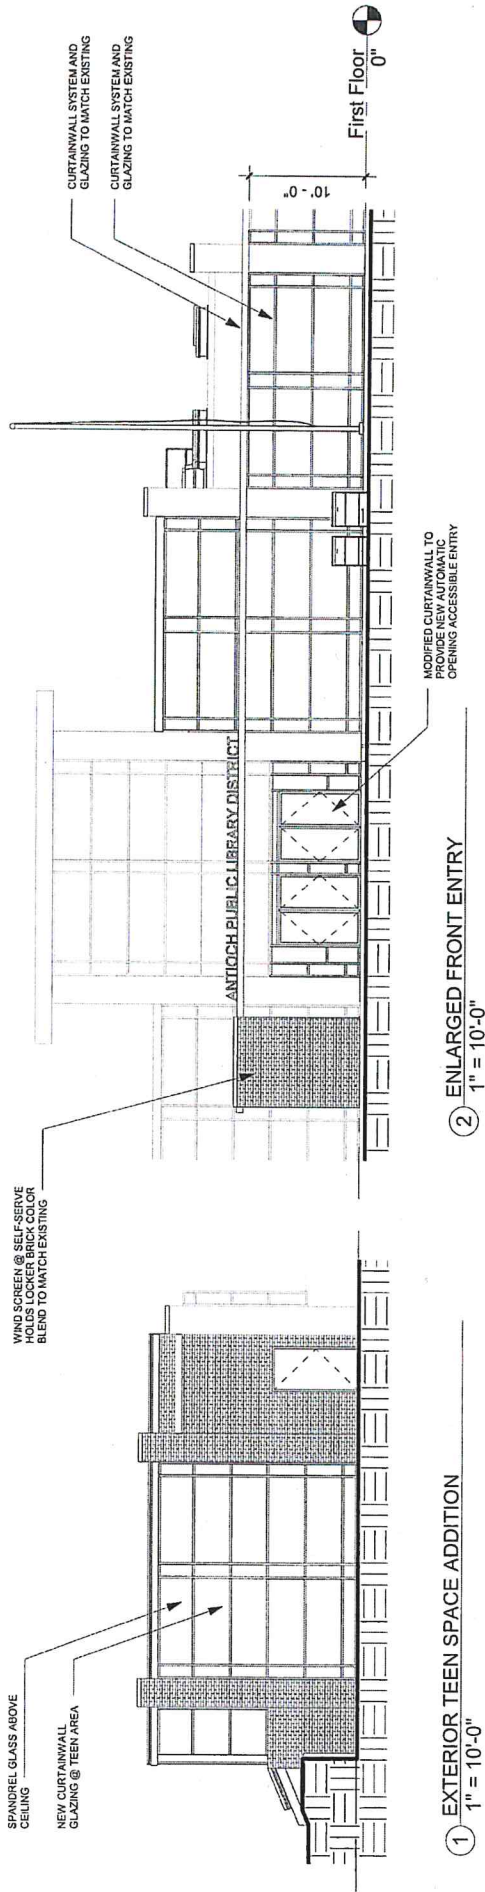 SPANDREL GLASS ABOVE
CEILING
NEW CURTAINWALL
GLAZING @ TEEN AREA
1 EXTERIOR TEEN SPACE ADDITION
1" = 10'-0"
WIND SCREEN @ SELF-SERVE
HOLDS LOCKER BRICK COLOR
BLEND TO MATCH EXISTING
ANTIOCH PUBLIC LIBRARY DISTRICT
CURTAINWALL SYSTEM AND
GLAZING TO MATCH EXISTING
CURTAINWALL SYSTEM AND
GLAZING TO MATCH EXISTING
10' - 0"
First Floor
0"
MODIFIED CURTAINWALL TO
PROVIDE NEW AUTOMATIC
OPENING ACCESSIBLE ENTRY
2 ENLARGED FRONT ENTRY
1" = 10'-0"